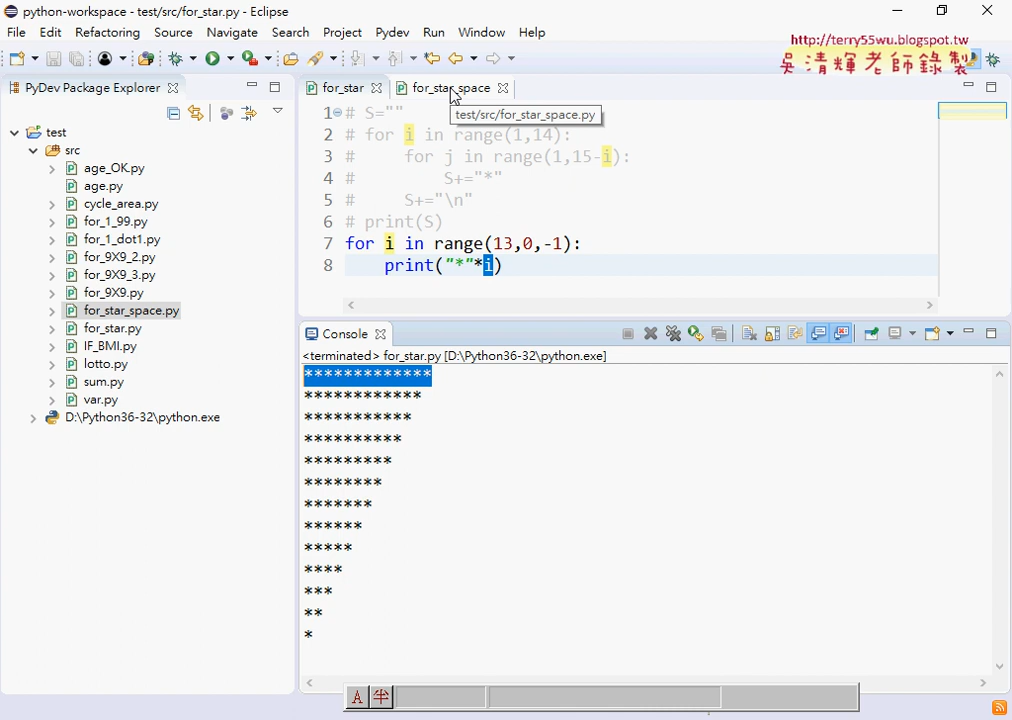 python-workspace - test/src/for_star.py - Eclipse
File Edit Refactoring Source Navigate Search Project Pydev Run Window Help
http://terry55wu.blogspot.tw
吳清輝老師錄製
PyDev Package Explorer
for_star
for_star_space
test/src/for_star_space.py
test
src
age_OK.py
age.py
cycle_area.py
for_1_99.py
for_1_dot1.py
for_9X9_2.py
for_9X9_3.py
for_9X9.py
for_star_space.py
for_star.py
IF_BMI.py
lotto.py
sum.py
var.py
D:\Python36-32\python.exe
1 # S=""
2 # for i in range(1,14):
3 #     for j in range(1,15-i):
4 #         S+="*"
5 #     S+="\n"
6 # print(S)
7 for i in range(13,0,-1):
8     print("*"*i)
Console
<terminated> for_star.py [D:\Python36-32\python.exe]
*************
************
***********
**********
*********
********
*******
******
*****
****
***
**
*
A 半